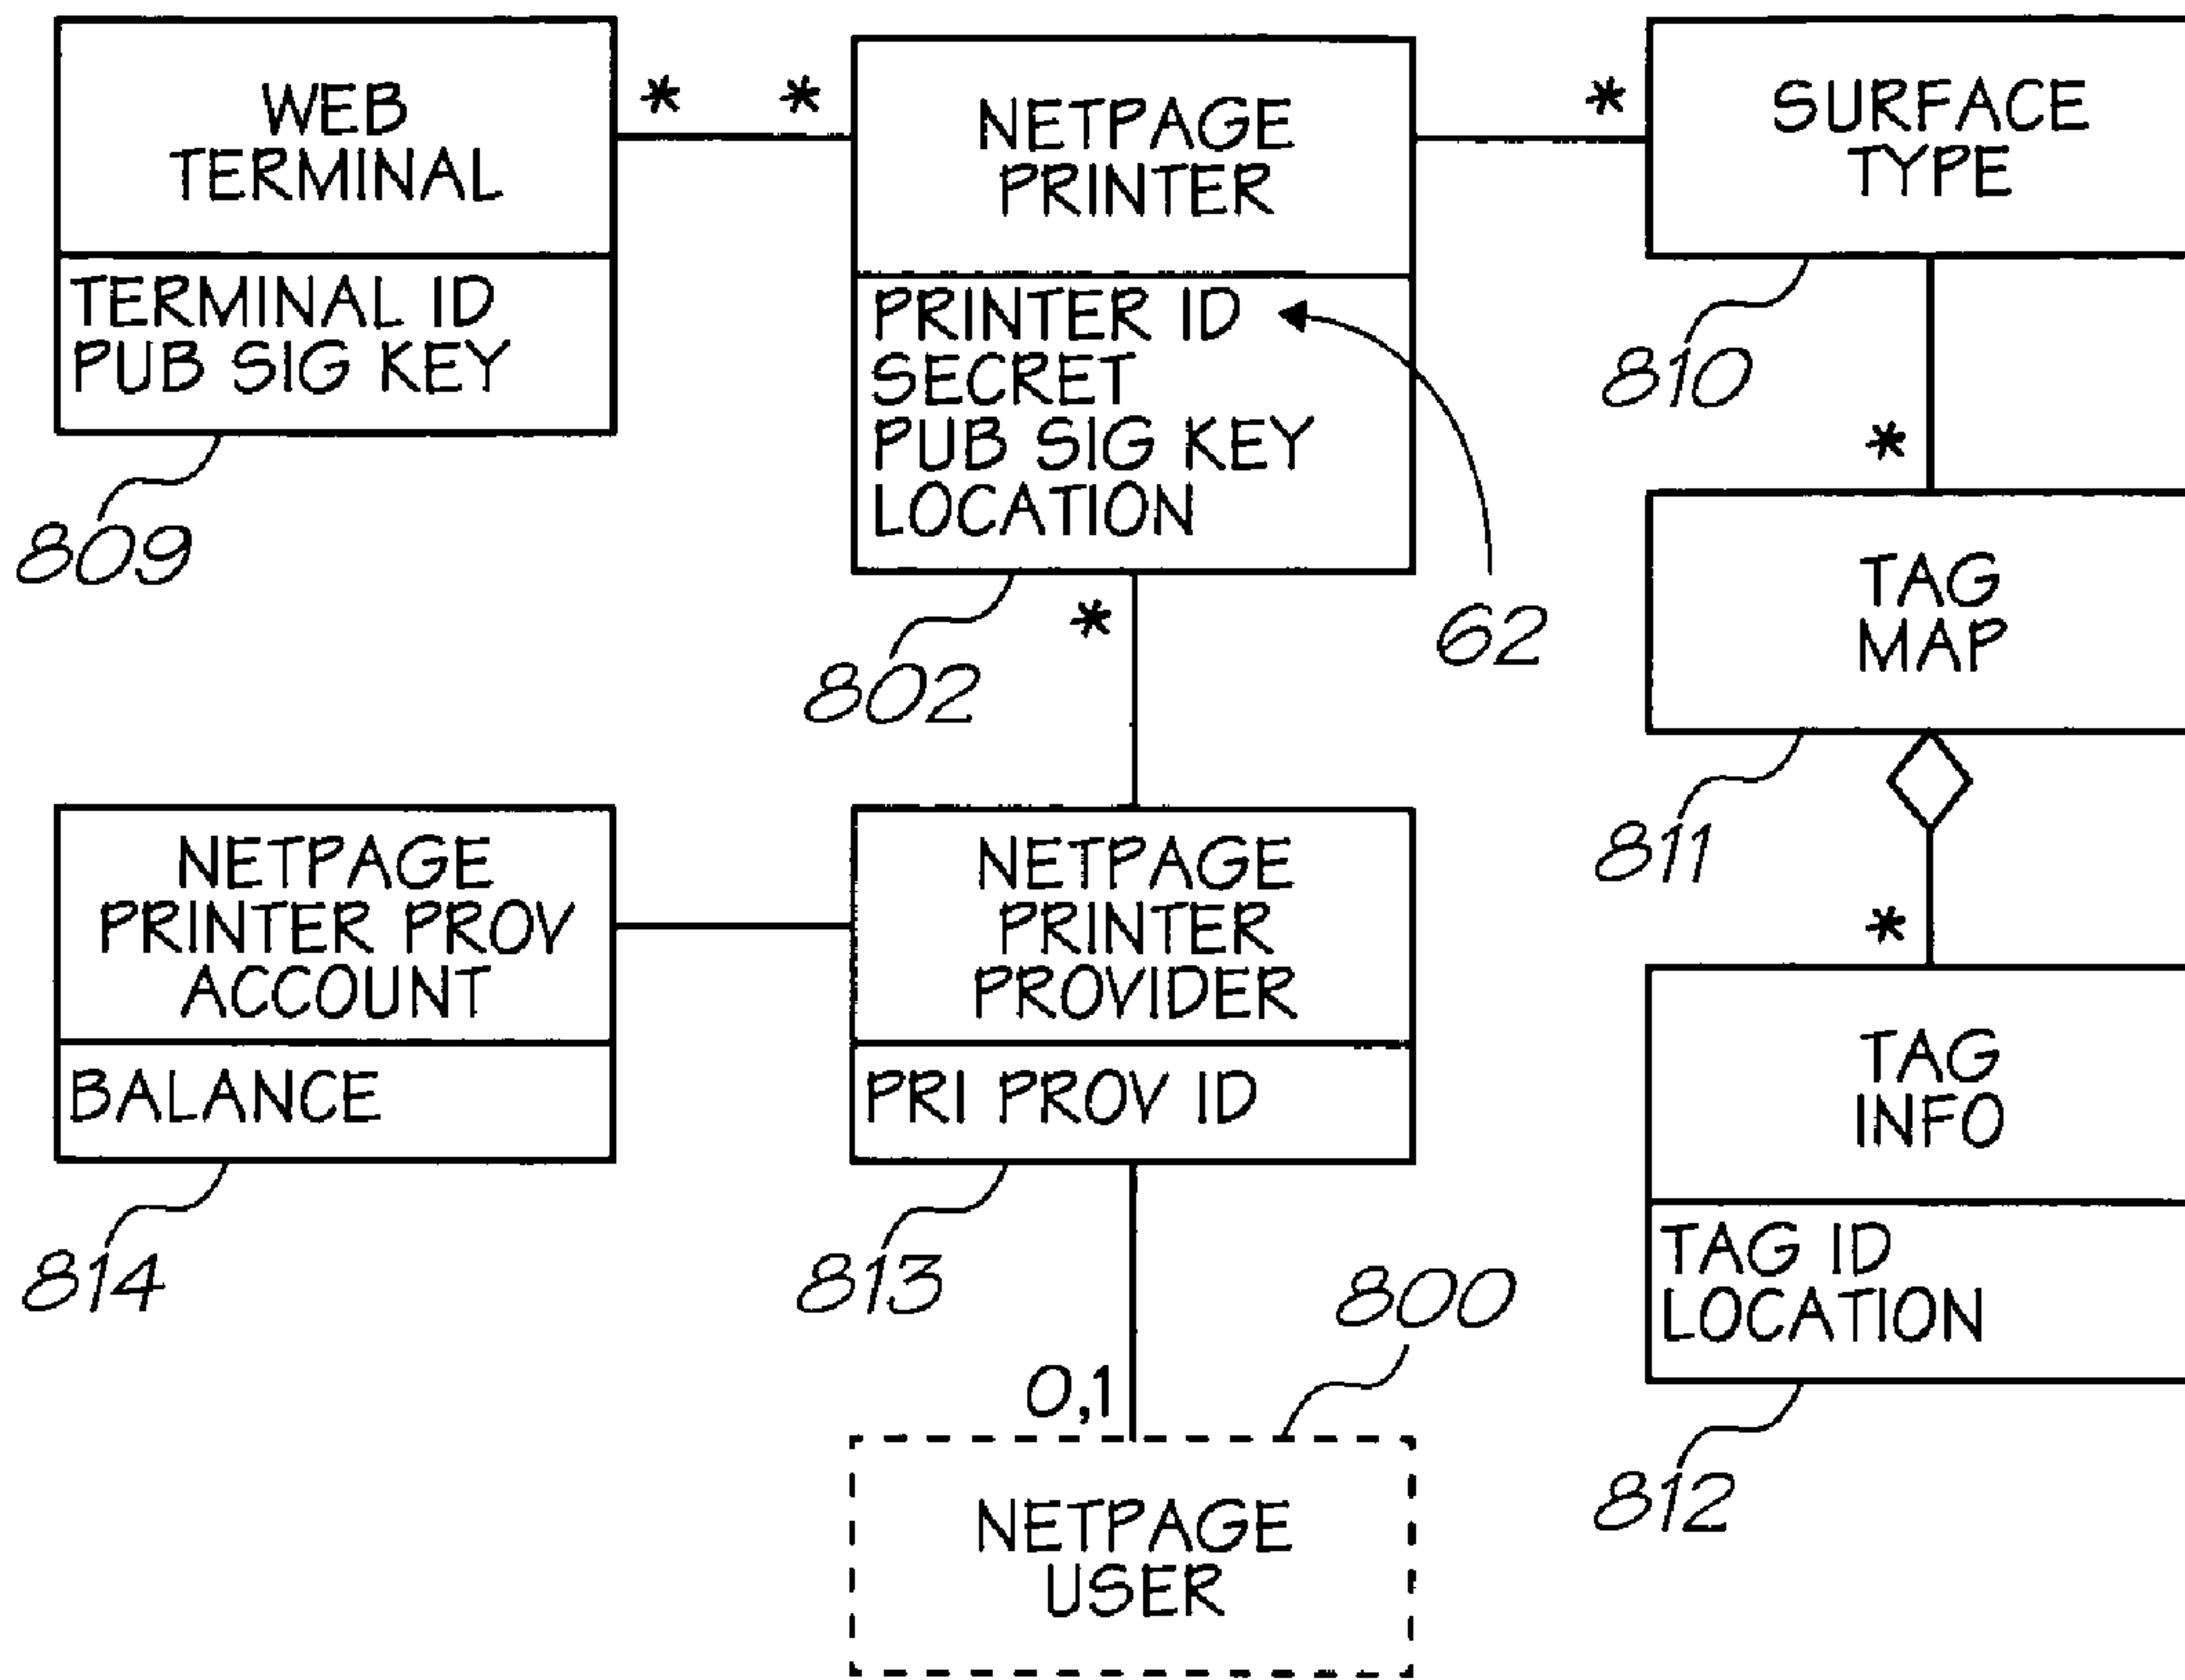 WEB
TERMINAL
TERMINAL ID
PUB SIG KEY
809
*
*
NETPAGE
PRINTER
PRINTER ID
SECRET
PUB SIG KEY
LOCATION
802
62
*
*
SURFACE
TYPE
810
*
TAG
MAP
811
*
TAG
INFO
TAG ID
LOCATION
812
NETPAGE
PRINTER PROV
ACCOUNT
BALANCE
814
NETPAGE
PRINTER
PROVIDER
PRI PROV ID
813
0,1
800
NETPAGE
USER